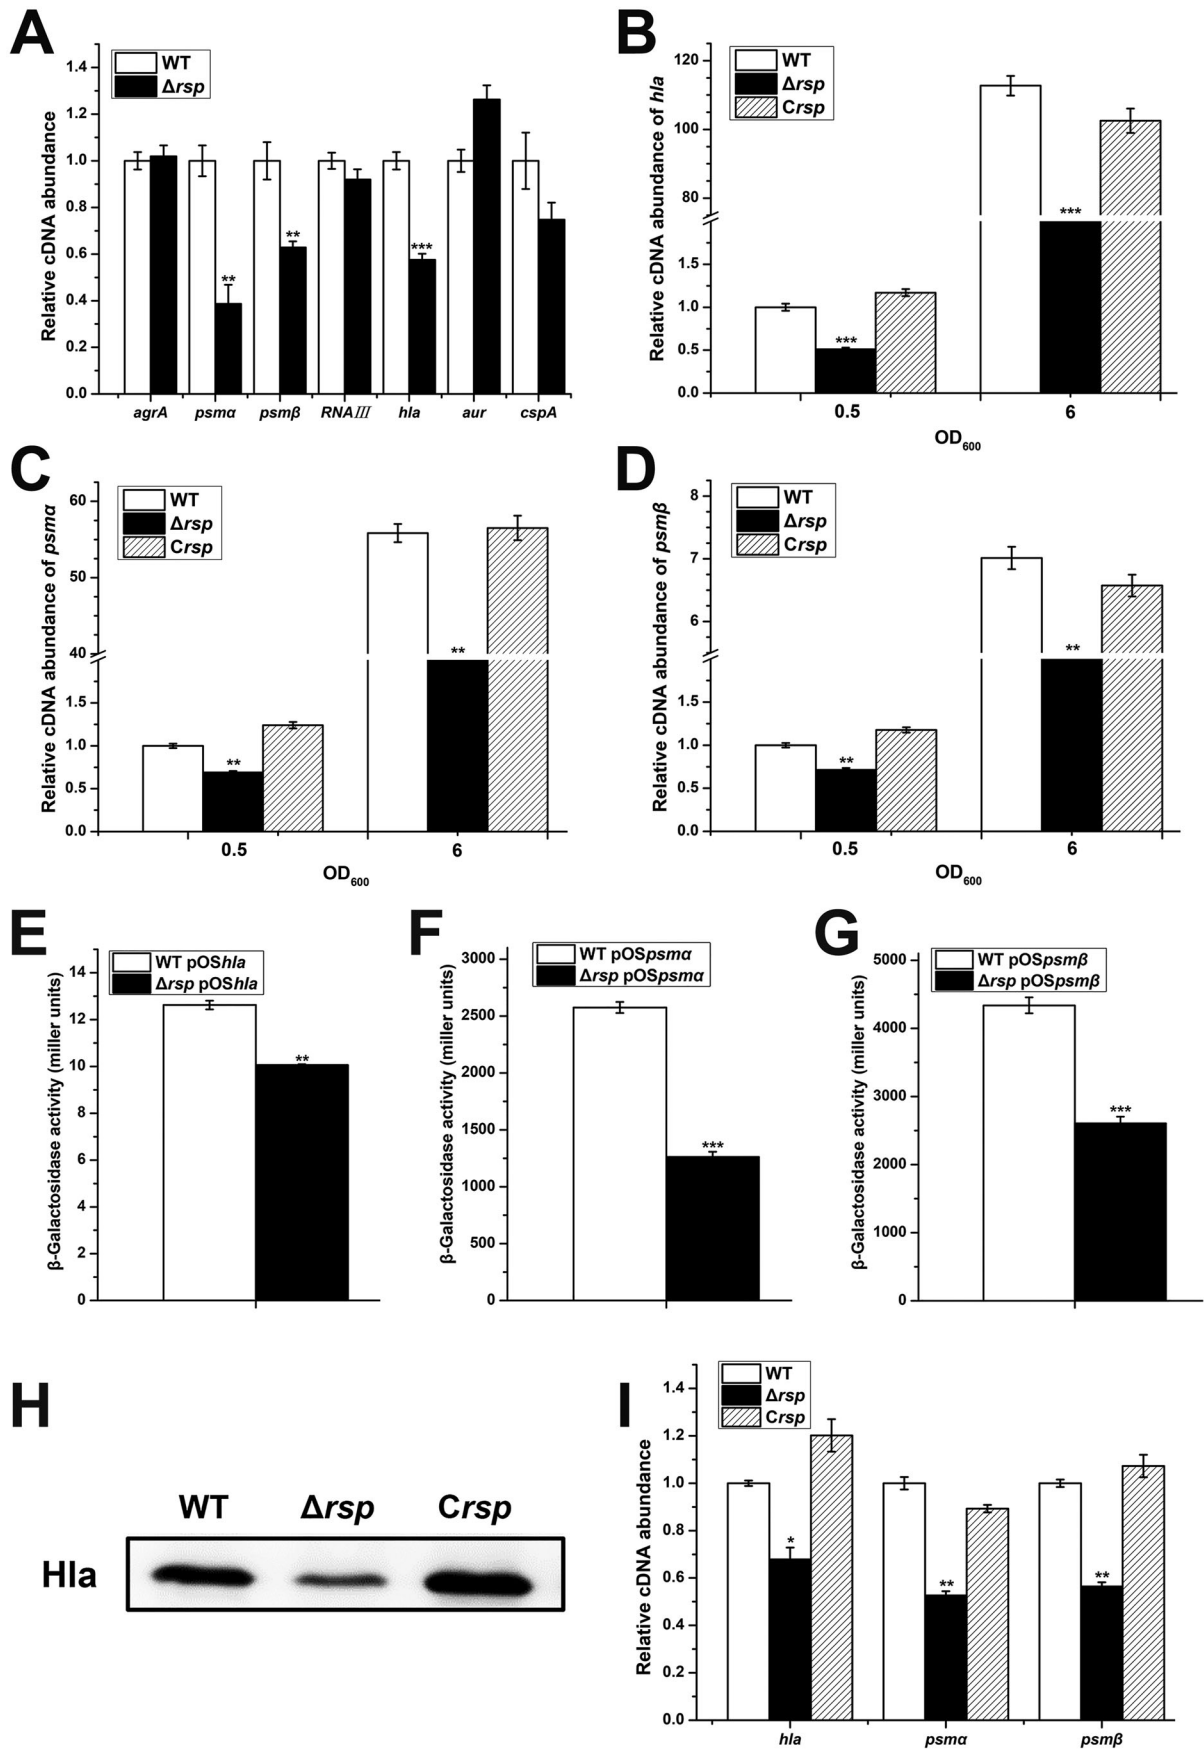 A
WT
Δrsp
Relative cDNA abundance
1.4
1.2
1.0
0.8
0.6
0.4
0.2
0.0
**
**
***
agrA psmα psmβ RNAIII hla aur cspA
B
WT
Δrsp
Crsp
Relative cDNA abundance of hla
120
100
80
1.5
1.0
0.5
0.0
***
***
0.5 6
OD600
C
WT
Δrsp
Crsp
Relative cDNA abundance of psmα
60
50
40
1.5
1.0
0.5
0.0
**
**
0.5 6
OD600
D
WT
Δrsp
Crsp
Relative cDNA abundance of psmβ
8
7
6
1.5
1.0
0.5
0.0
**
**
0.5 6
OD600
E
WT pOShla
Δrsp pOShla
β-Galactosidase activity (miller units)
14
12
10
8
6
4
2
0
**
F
WT pOSpsmα
Δrsp pOSpsmα
β-Galactosidase activity (miller units)
3000
2500
2000
1500
1000
500
0
***
G
WT pOSpsmβ
Δrsp pOSpsmβ
β-Galactosidase activity (miller units)
5000
4000
3000
2000
1000
0
***
H
WT Δrsp Crsp
Hla
I
WT
Δrsp
Crsp
Relative cDNA abundance
1.4
1.2
1.0
0.8
0.6
0.4
0.2
0.0
*
**
**
hla psmα psmβ